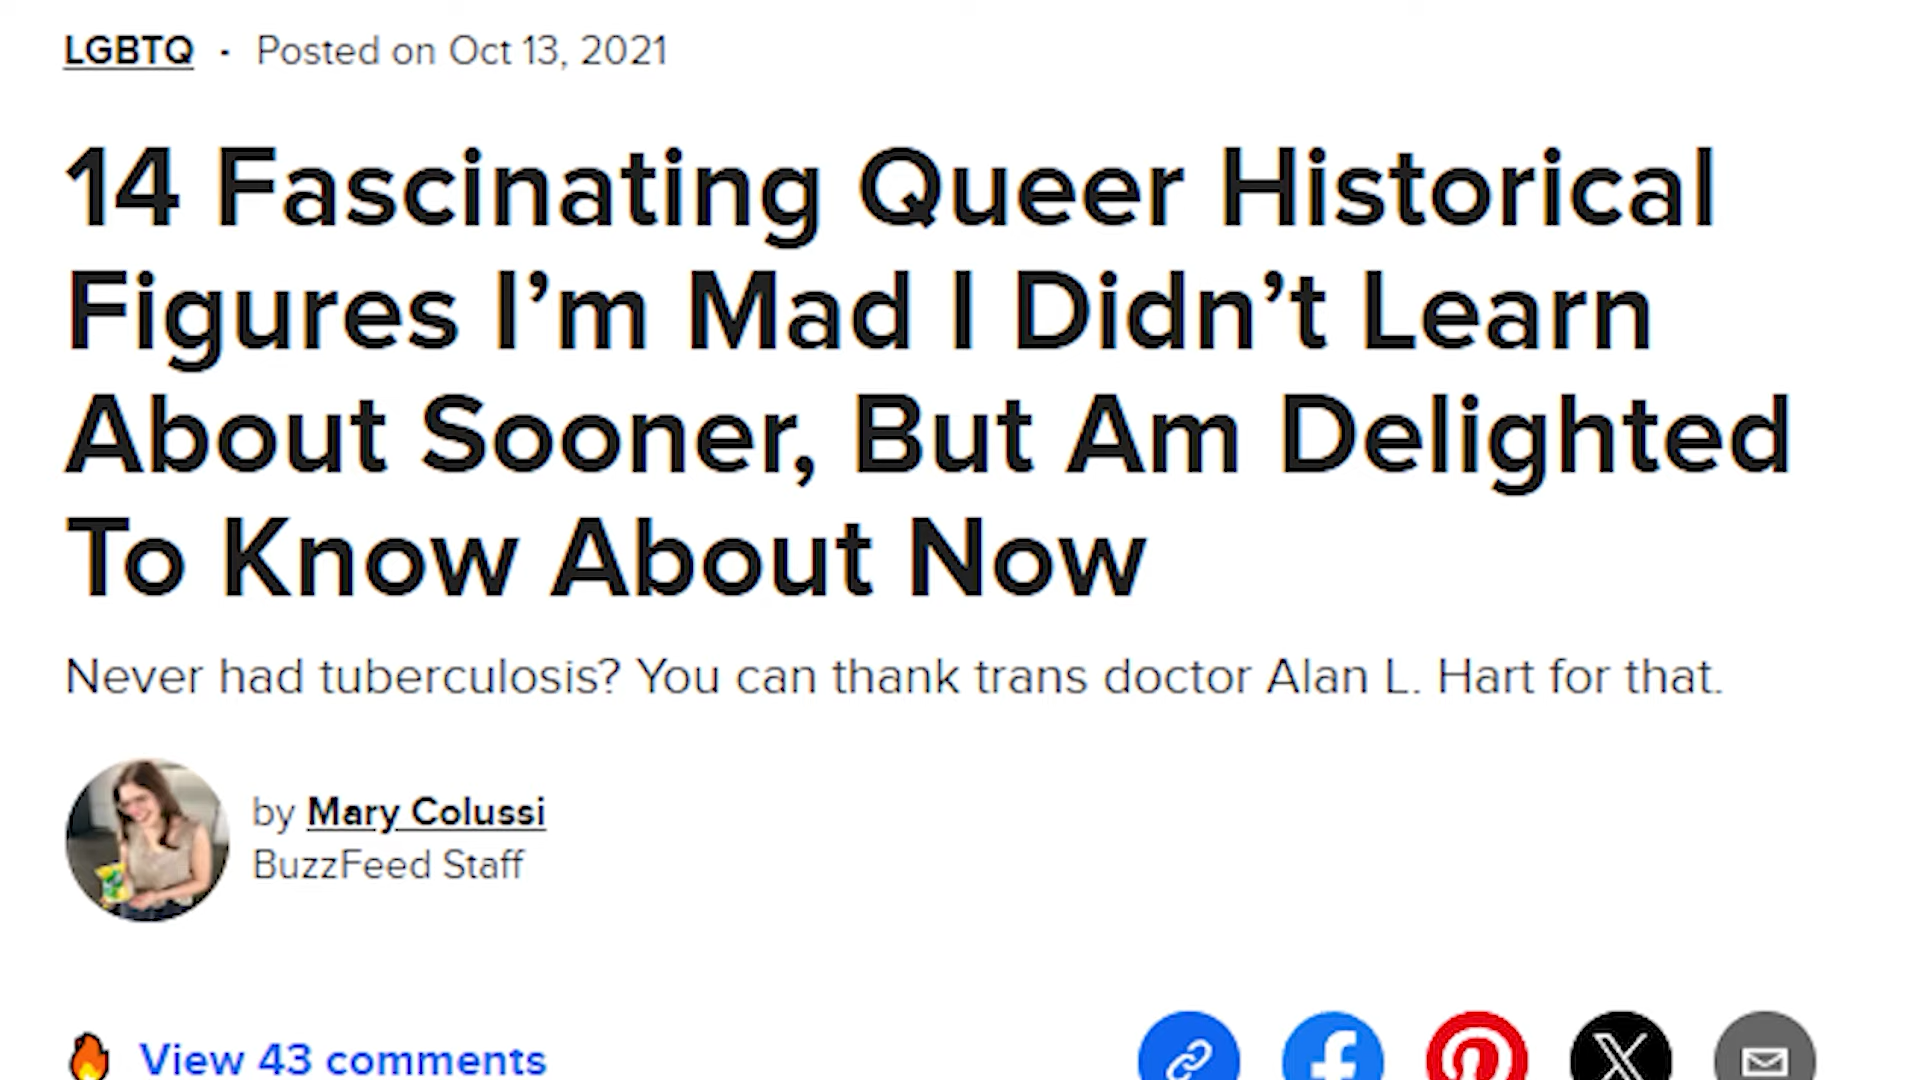 LGBTQ · Posted on Oct 13, 2021
14 Fascinating Queer Historical
Figures I’m Mad I Didn’t Learn
About Sooner, But Am Delighted
To Know About Now
Never had tuberculosis? You can thank trans doctor Alan L. Hart for that.
by Mary Colussi
BuzzFeed Staff
View 43 comments